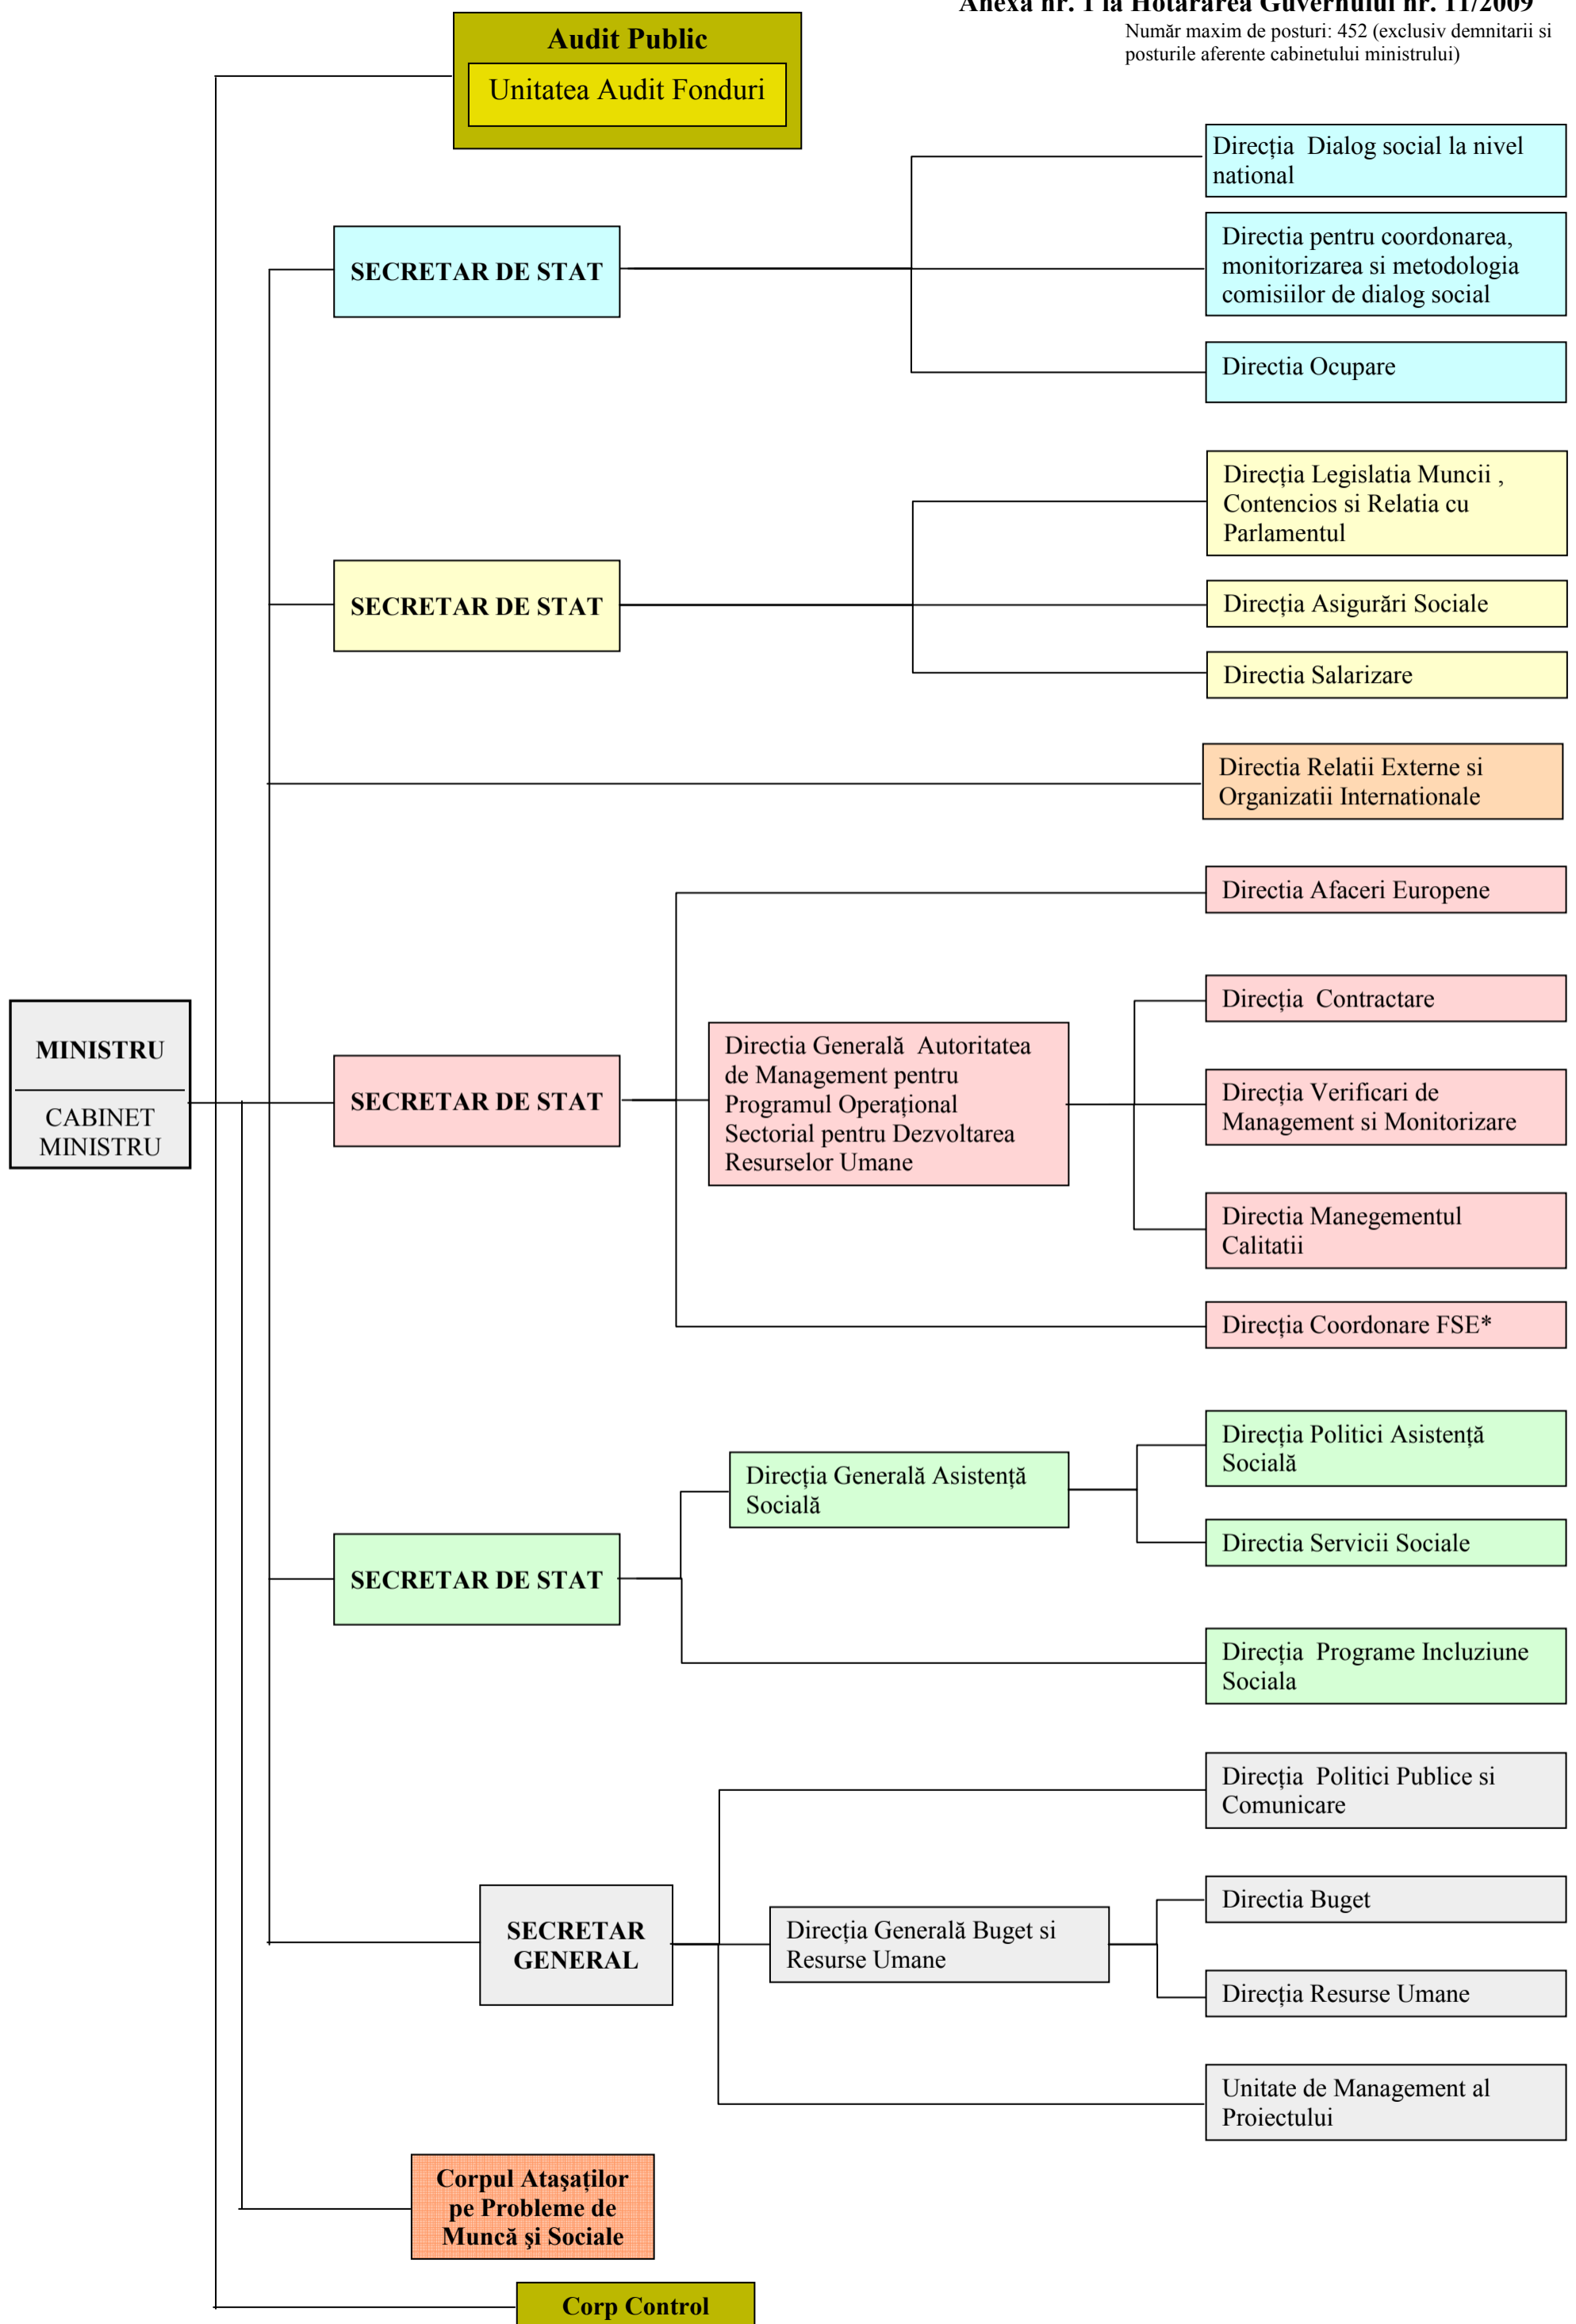 Anexa nr. 1 la Hotărârea Guvernului nr. 11/2009
Număr maxim de posturi: 452 (exclusiv demnitarii si
posturile aferente cabinetului ministrului)
Audit Public
Unitatea Audit Fonduri
Direcția Dialog social la nivel
national
SECRETAR DE STAT
Directia pentru coordonarea,
monitorizarea si metodologia
comisiilor de dialog social
Directia Ocupare
Direcția Legislatia Muncii ,
Contencios si Relatia cu
Parlamentul
SECRETAR DE STAT
Direcția Asigurări Sociale
Directia Salarizare
Directia Relatii Externe si
Organizatii Internationale
Directia Afaceri Europene
MINISTRU
CABINET
MINISTRU
SECRETAR DE STAT
Directia Generală Autoritatea
de Management pentru
Programul Operațional
Sectorial pentru Dezvoltarea
Resurselor Umane
Direcția Contractare
Direcția Verificari de
Management si Monitorizare
Directia Manegementul
Calitatii
Direcția Coordonare FSE*
SECRETAR DE STAT
Direcția Generală Asistență
Socială
Direcția Politici Asistență
Socială
Directia Servicii Sociale
Direcția Programe Incluziune
Sociala
Direcția Politici Publice si
Comunicare
SECRETAR
GENERAL
Direcția Generală Buget si
Resurse Umane
Directia Buget
Direcția Resurse Umane
Unitate de Management al
Proiectului
Corpul Ataşaților
pe Probleme de
Muncă şi Sociale
Corp Control